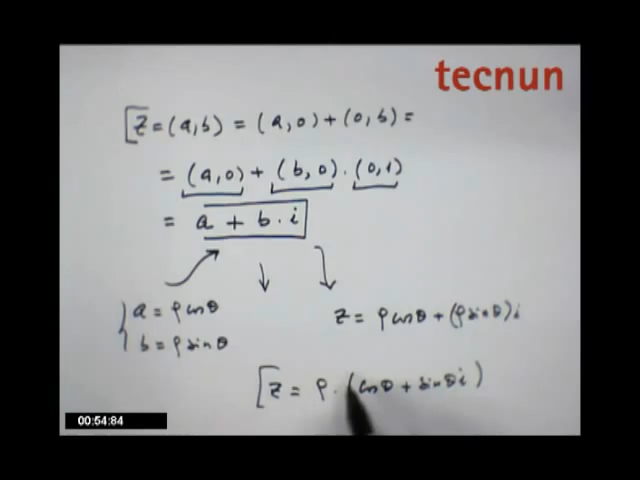 tecnun
z = (a,b) = (a,0) + (0,b) =
= (a,0) + (b,0) · (0,1)
= a + b · i
a = ρ cos θ
z = ρ cos θ + (ρ sin θ) i
b = ρ sin θ
z = ρ · (cos θ + sin θ i)
00:54:84